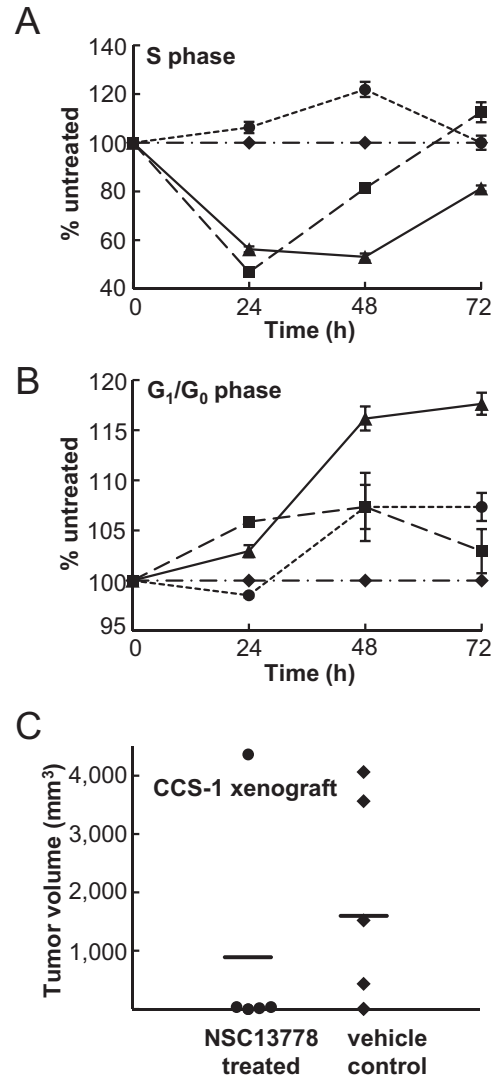 A
S phase
140
120
100
80
60
40
% untreated
0 24 48 72
Time (h)
B
G₁/G₀ phase
120
115
110
105
100
95
% untreated
0 24 48 72
Time (h)
C
CCS-1 xenograft
4,000
3,000
2,000
1,000
Tumor volume (mm³)
NSC13778 treated
vehicle control